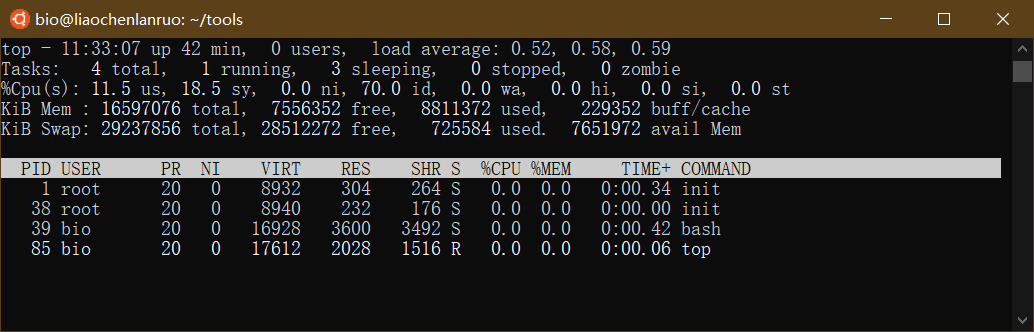 bio@liaochenlanruo: ~/tools
top - 11:33:07 up 42 min,  0 users,  load average: 0.52, 0.58, 0.59
Tasks:   4 total,   1 running,   3 sleeping,   0 stopped,   0 zombie
%Cpu(s): 11.5 us, 18.5 sy,  0.0 ni, 70.0 id,  0.0 wa,  0.0 hi,  0.0 si,  0.0 st
KiB Mem : 16597076 total,  7556352 free,  8811372 used,   229352 buff/cache
KiB Swap: 29237856 total, 28512272 free,   725584 used.  7651972 avail Mem
  PID USER      PR  NI    VIRT    RES    SHR S  %CPU %MEM     TIME+ COMMAND
    1 root      20   0    8932    304    264 S   0.0  0.0   0:00.34 init
   38 root      20   0    8940    232    176 S   0.0  0.0   0:00.00 init
   39 bio       20   0   16928   3600   3492 S   0.0  0.0   0:00.42 bash
   85 bio       20   0   17612   2028   1516 R   0.0  0.0   0:00.06 top